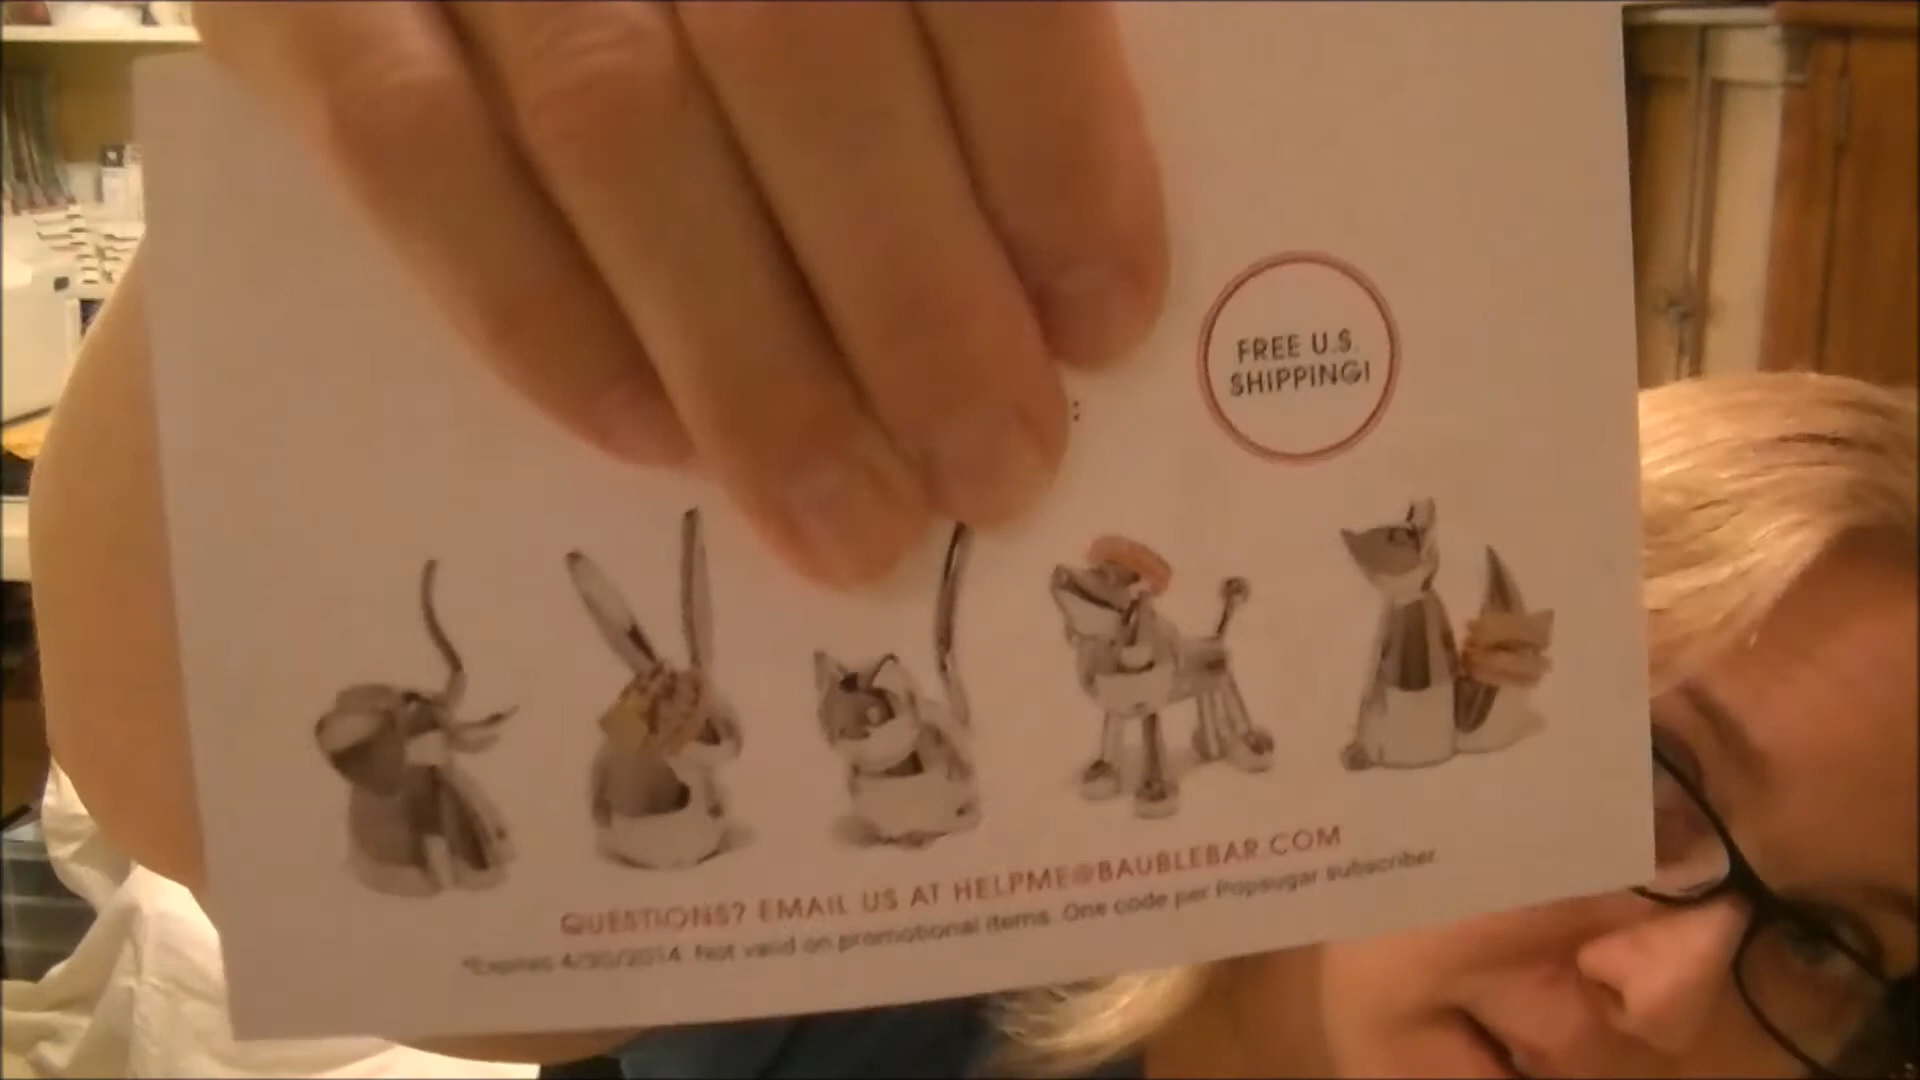 :
FREE U.S.
SHIPPING!
QUESTIONS? EMAIL US AT HELPME@BAUBLEBAR.COM
*Expires 4/30/2014. Not valid on promotional items. One code per Popsugar subscriber.